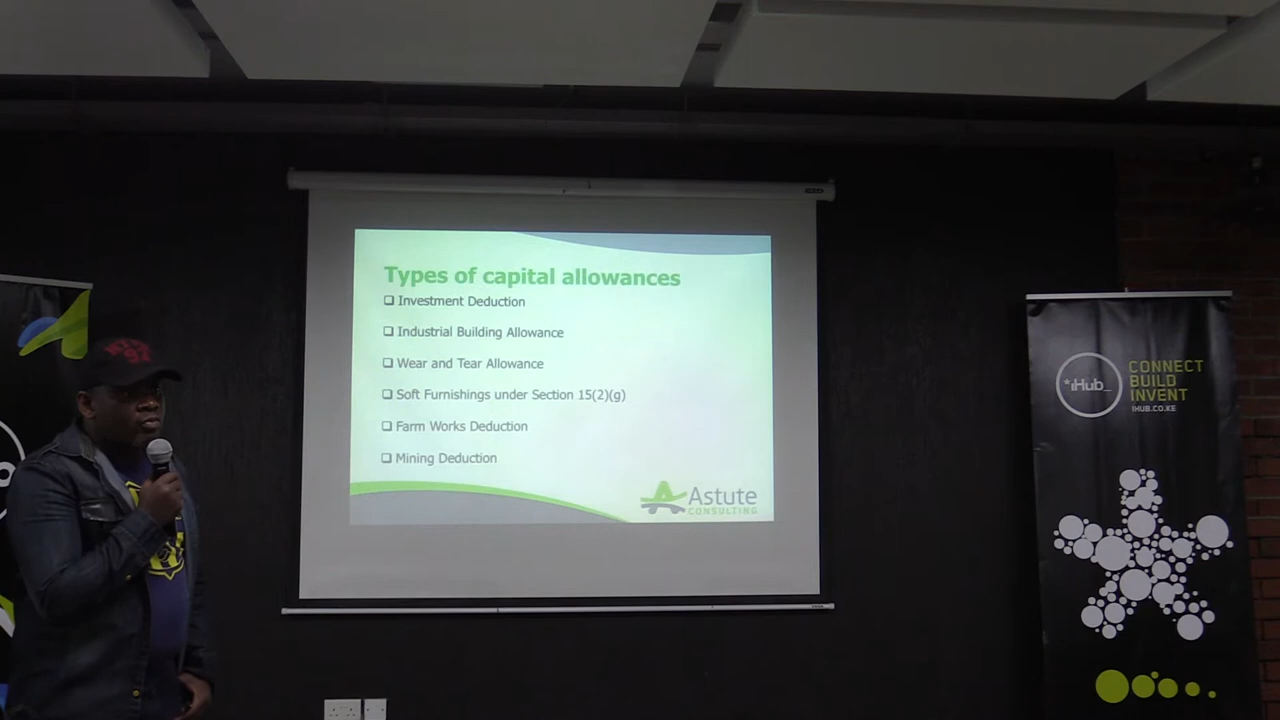 Types of capital allowances
Investment Deduction
Industrial Building Allowance
Wear and Tear Allowance
Soft Furnishings under Section 15(2)(g)
Farm Works Deduction
Mining Deduction
Astute
CONSULTING
*iHub_
CONNECT
BUILD
INVENT
IHUB.CO.KE